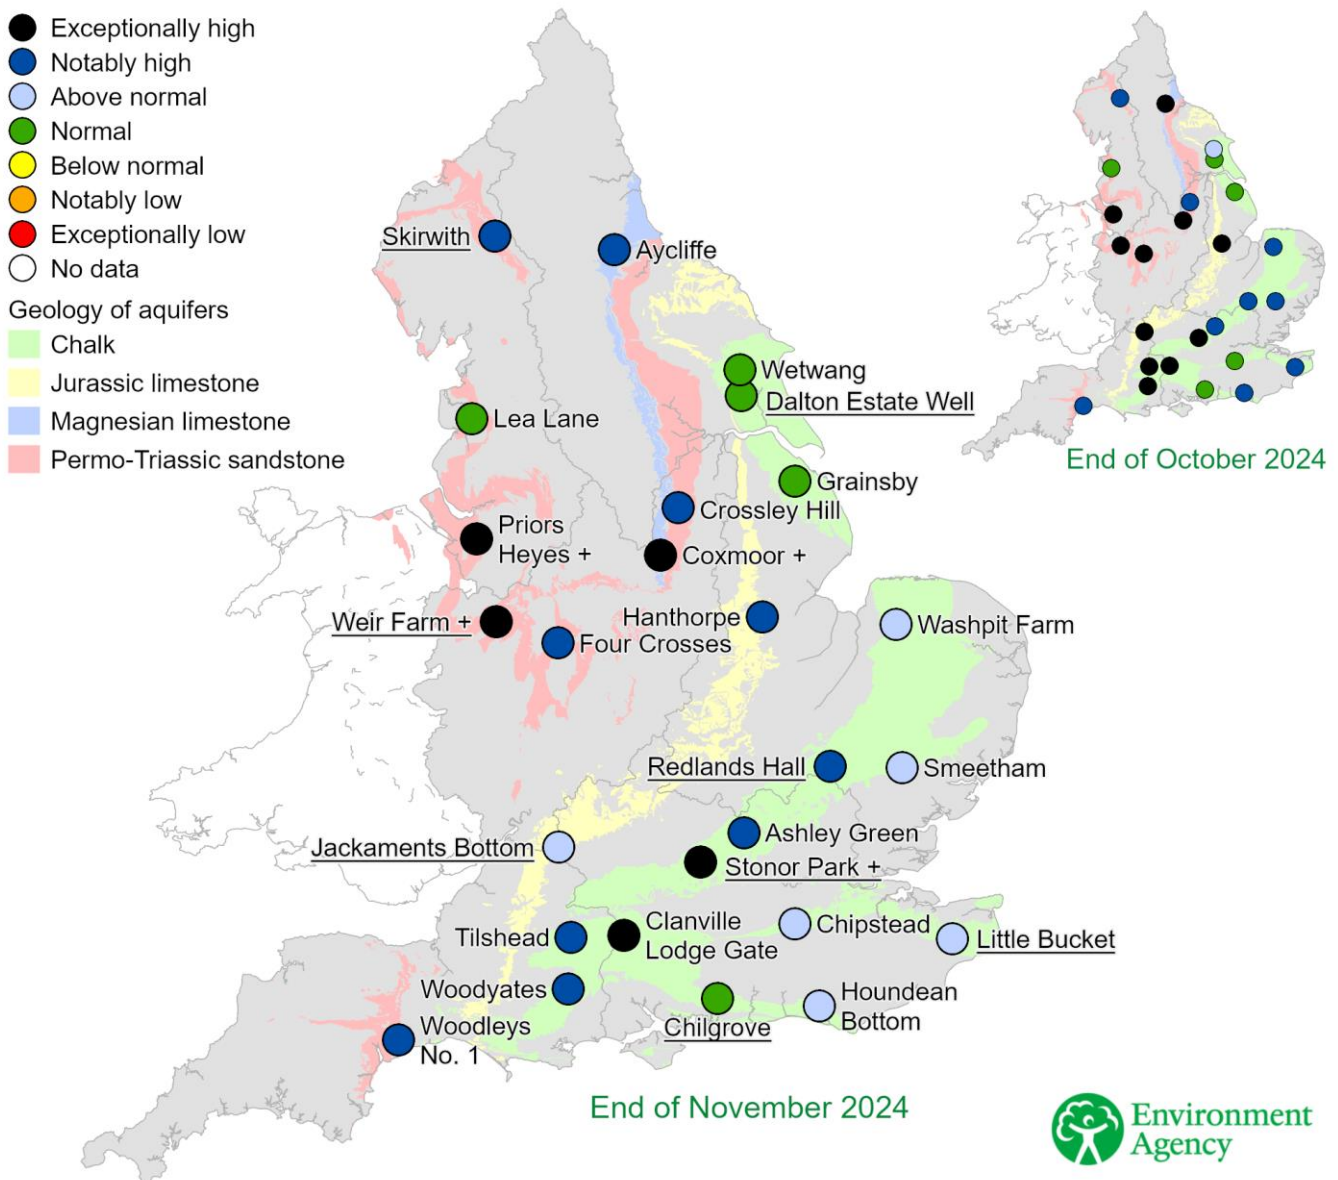 Exceptionally high
Notably high
Above normal
Normal
Below normal
Notably low
Exceptionally low
No data
Geology of aquifers
Chalk
Jurassic limestone
Magnesian limestone
Permo-Triassic sandstone
End of October 2024
Skirwith
Aycliffe
Wetwang
Dalton Estate Well
Lea Lane
Grainsby
Crossley Hill
Priors
Heyes +
Coxmoor +
Weir Farm +
Hanthorpe
Four Crosses
Washpit Farm
Redlands Hall
Smeetham
Jackaments Bottom
Ashley Green
Stonor Park +
Tilshead
Clanville
Lodge Gate
Chipstead
Little Bucket
Woodyates
Chilgrove
Houndean
Bottom
Woodleys
No. 1
End of November 2024
Environment
Agency